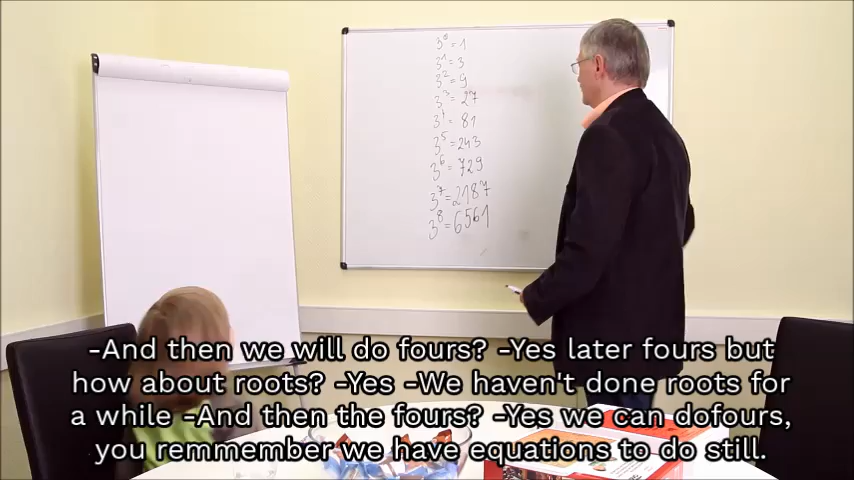 3⁰ = 1
3¹ = 3
3² = 9
3³ = 27
3⁴ = 81
3⁵ = 243
3⁶ = 729
3⁷ = 2187
3⁸ = 6561
-And then we will do fours? -Yes later fours but
how about roots? -Yes -We haven't done roots for
a while -And then the fours? -Yes we can dofours,
you remmember we have equations to do still.